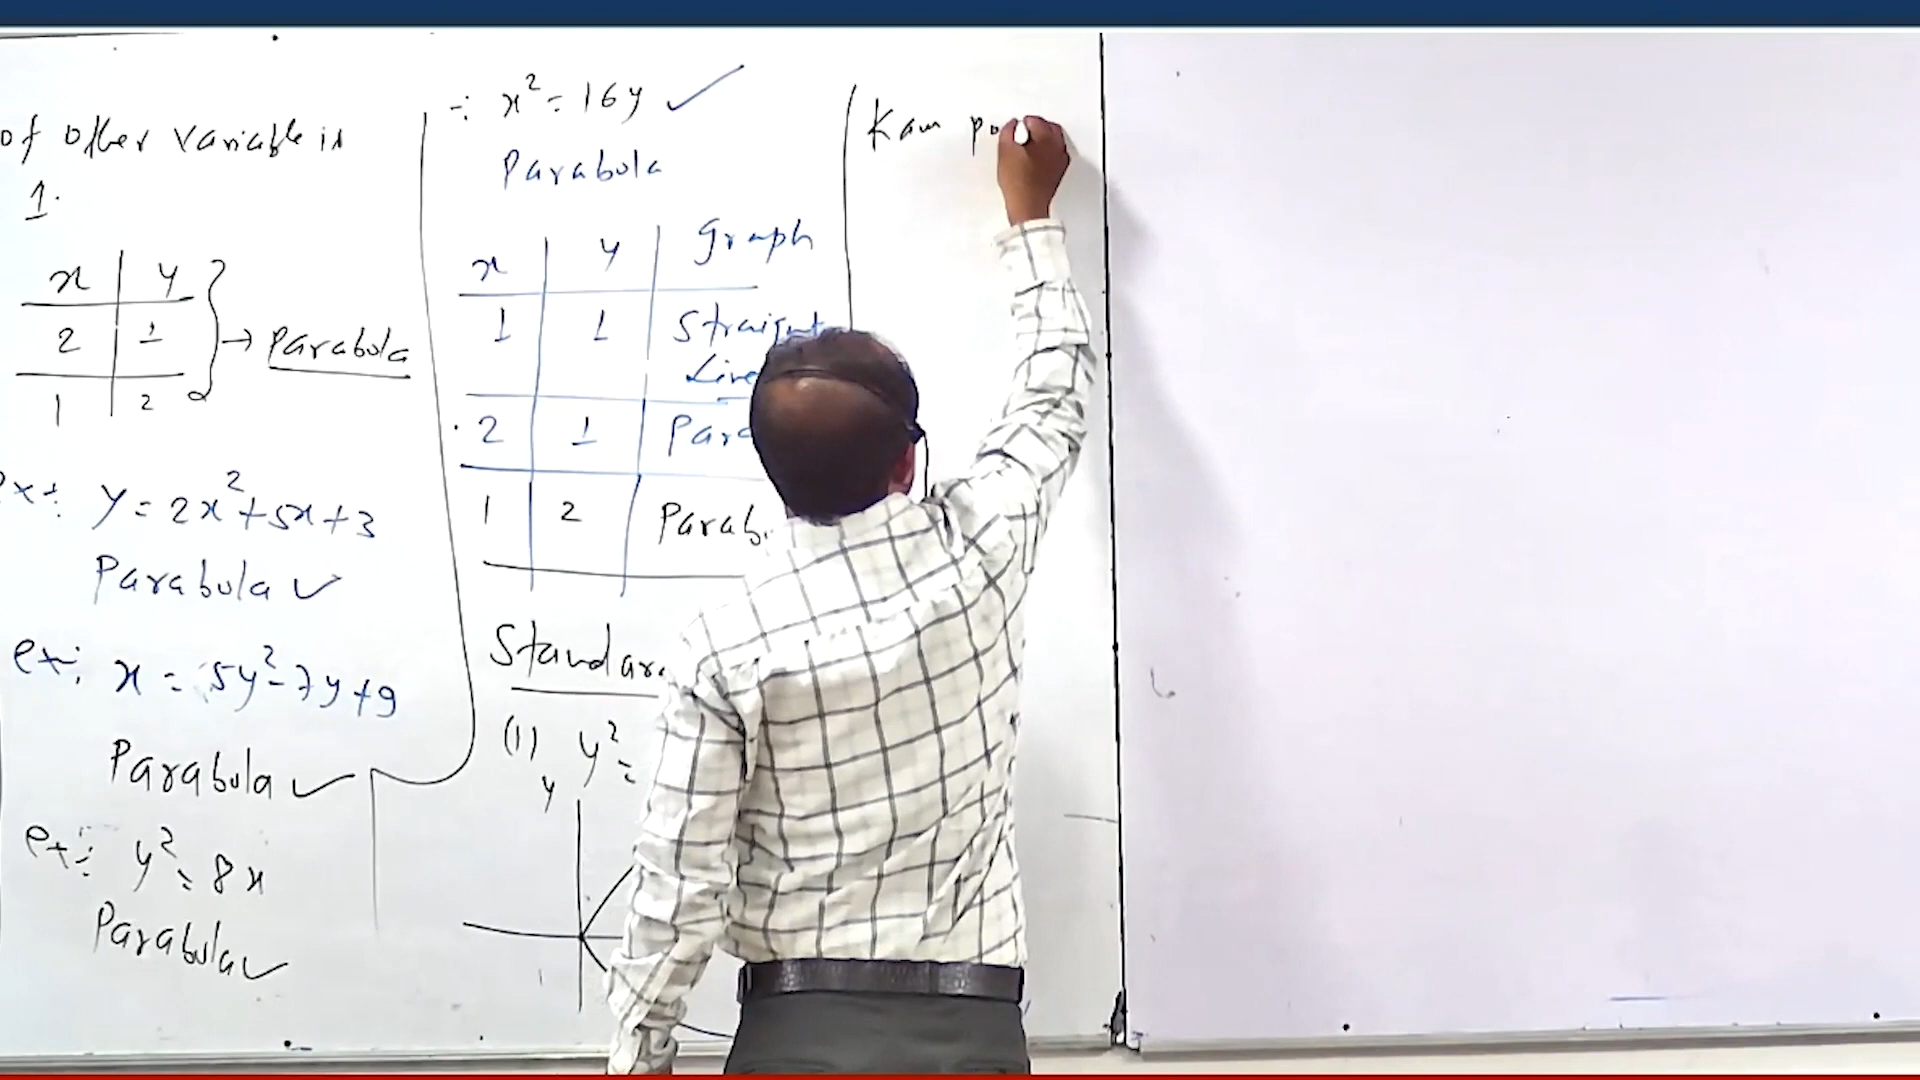 of other variable is
1.
x y
2 1
1 2
→ Parabola
ex÷ y = 2x²+5x+3
Parabola ✓
ex÷ x = 5y²-7y+9
Parabola ✓
ex÷ y² = 8x
Parabola ✓
÷ x² = 16y ✓
Parabola
x y graph
1 1 Straight
Line
2 1 Para
1 2 Parab
Standar
(1) y² =
y
Kam po